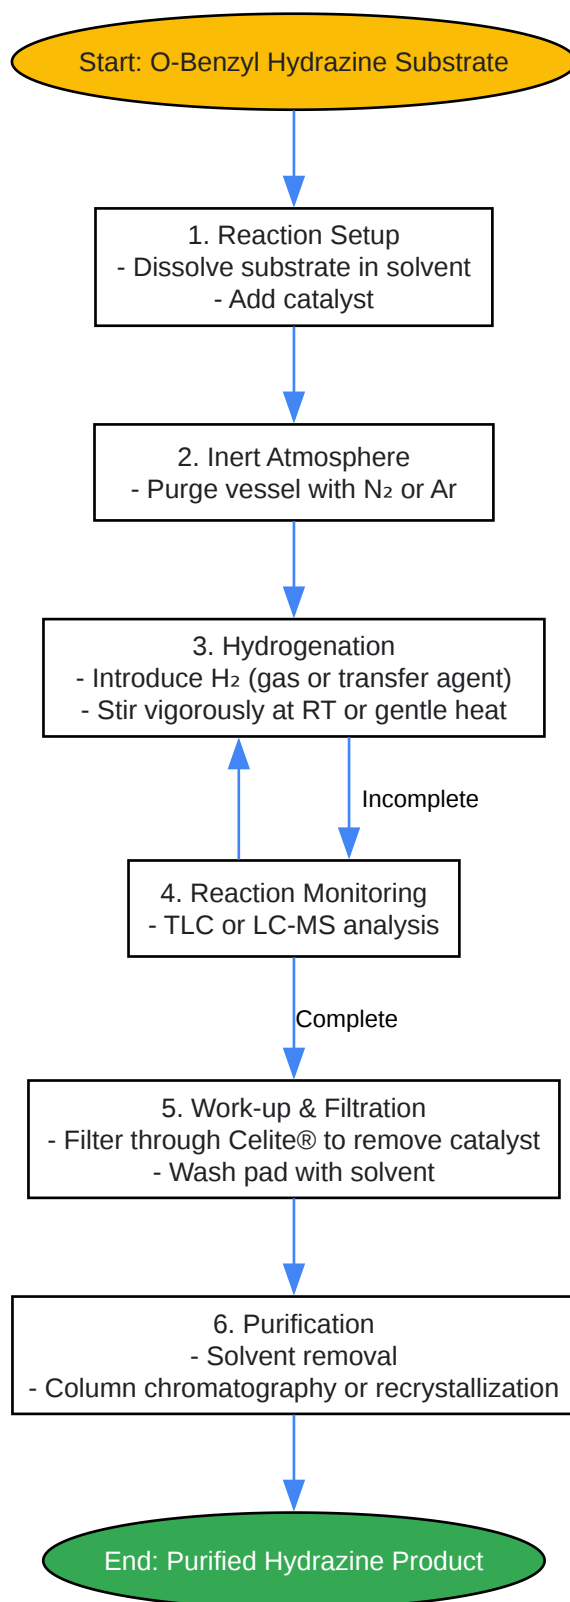 Start: O-Benzyl Hydrazine Substrate
1. Reaction Setup
- Dissolve substrate in solvent
- Add catalyst
2. Inert Atmosphere
- Purge vessel with N₂ or Ar
3. Hydrogenation
- Introduce H₂ (gas or transfer agent)
- Stir vigorously at RT or gentle heat
Incomplete
4. Reaction Monitoring
- TLC or LC-MS analysis
Complete
5. Work-up & Filtration
- Filter through Celite® to remove catalyst
- Wash pad with solvent
6. Purification
- Solvent removal
- Column chromatography or recrystallization
End: Purified Hydrazine Product